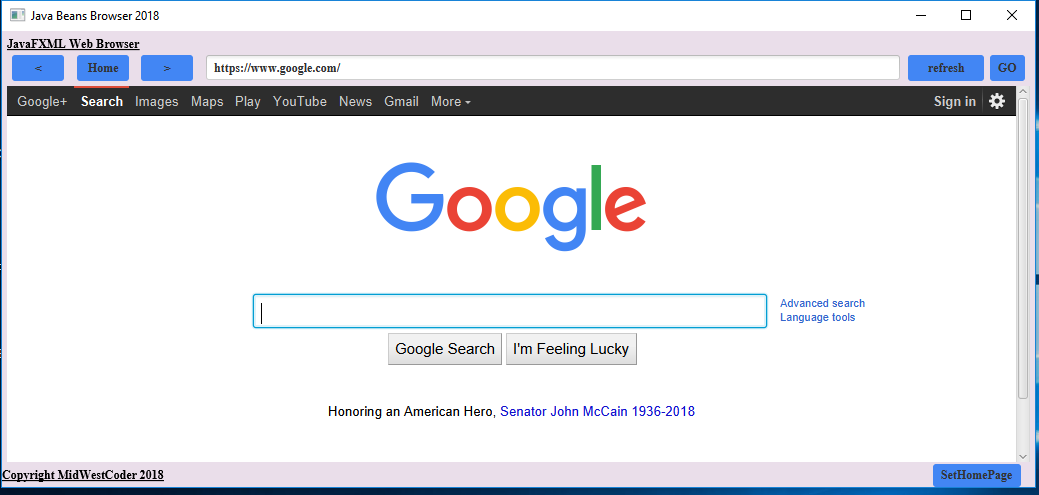 Java Beans Browser 2018
JavaFXML Web Browser
< Home > https://www.google.com/ refresh GO
Google+ Search Images Maps Play YouTube News Gmail More Sign in
Google
Advanced search
Language tools
Google Search I'm Feeling Lucky
Honoring an American Hero, Senator John McCain 1936-2018
Copyright MidWestCoder 2018 SetHomePage